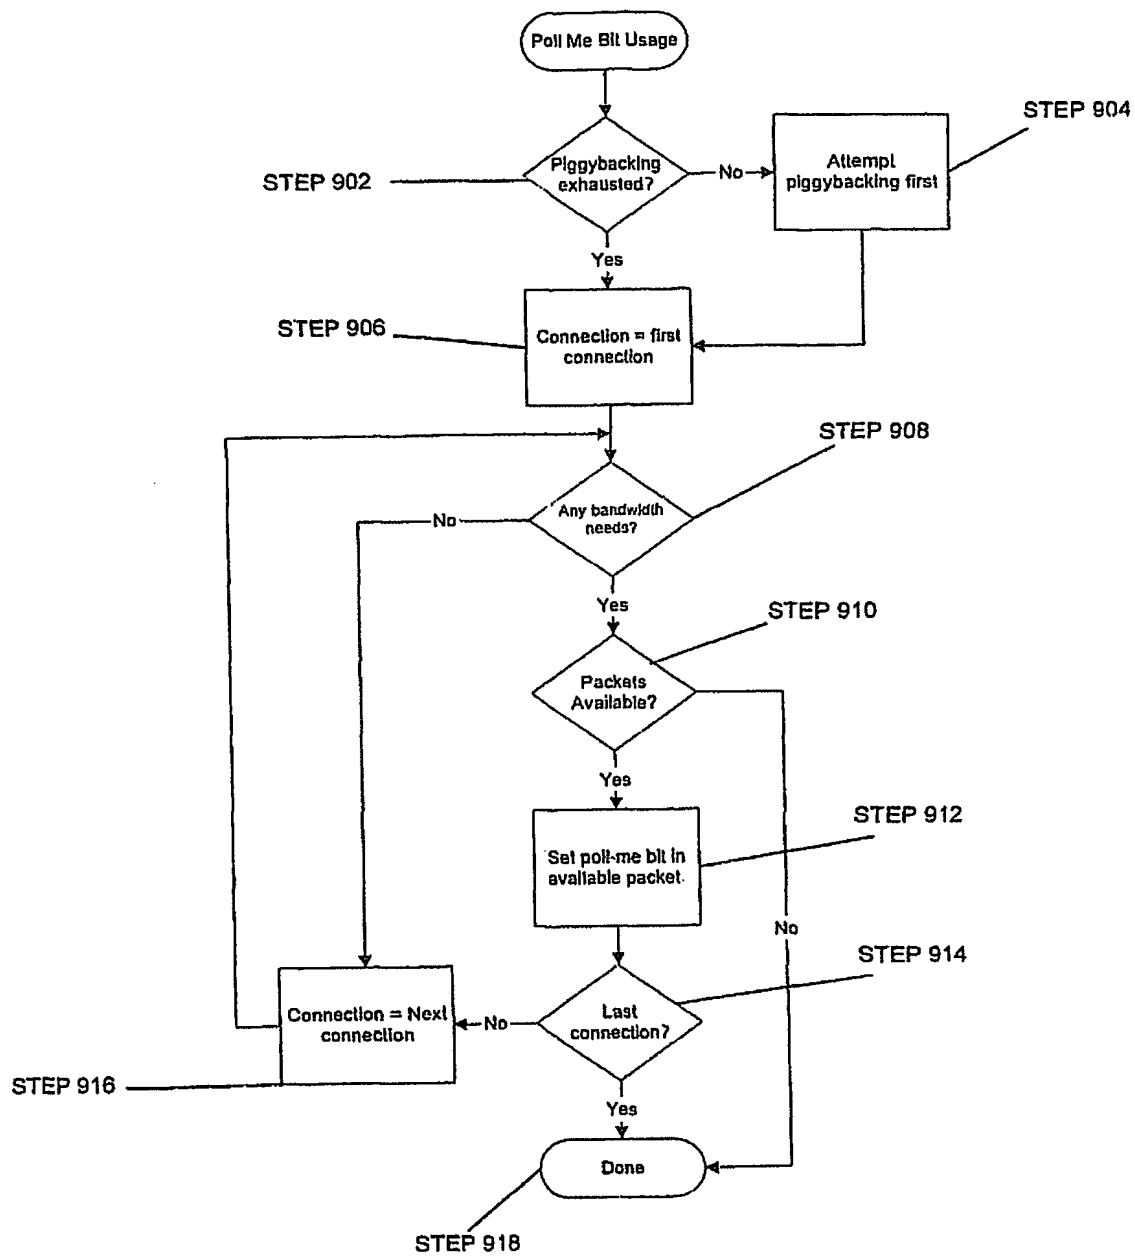 Poll Me Bit Usage
STEP 904
Piggybacking
exhausted?
No
Attempt
piggybacking first
STEP 902
Yes
STEP 906
Connection = first
connection
STEP 908
Any bandwidth
needs?
No
Yes
STEP 910
Packets
Available?
Yes
STEP 912
Set poll-me bit in
available packet.
No
STEP 914
Last
connection?
No
Connection = Next
connection
STEP 916
Yes
Done
STEP 918